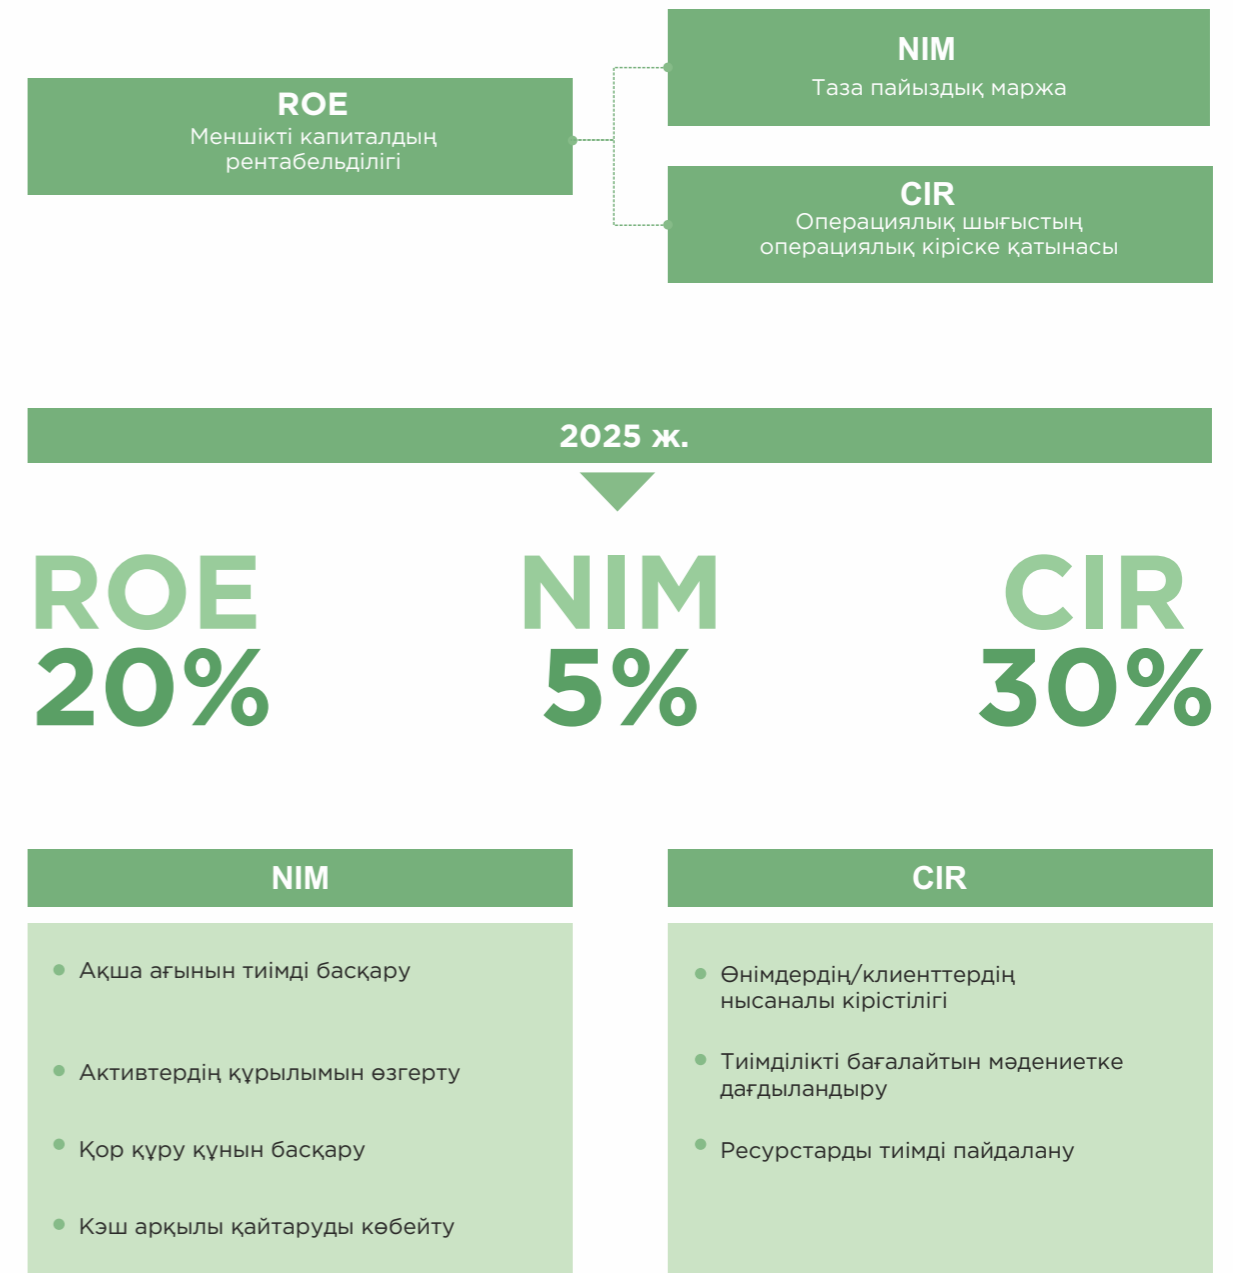 ROE
Меншікті капиталдың
рентабельділігі
NIM
Таза пайыздық маржа
CIR
Операциялық шығыстың
операциялық кіріске қатынасы
2025 ж.
ROE
20%
NIM
5%
CIR
30%
NIM
Ақша ағынын тиімді басқару
Активтердің құрылымын өзгерту
Қор құру құнын басқару
Кэш арқылы қайтаруды көбейту
CIR
Өнімдердің/клиенттердің
нысаналы кірістілігі
Тиімділікті бағалайтын мәдениетке
дағдыландыру
Ресурстарды тиімді пайдалану